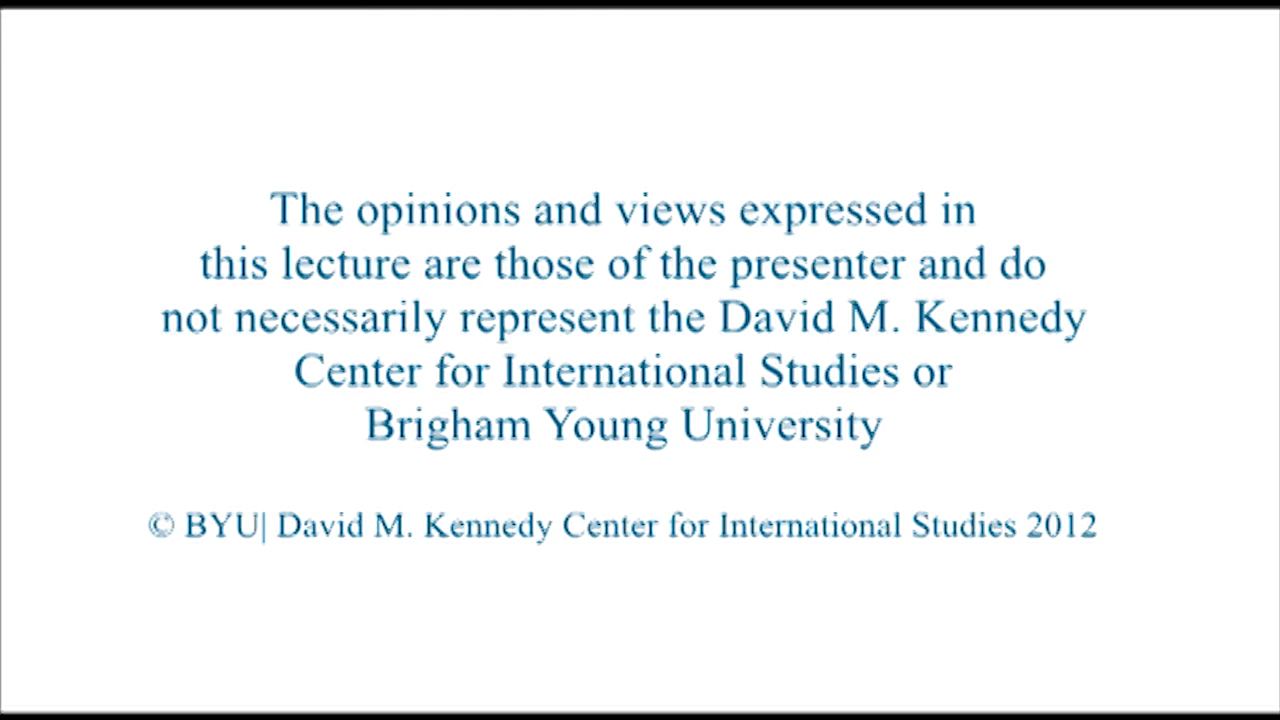 The opinions and views expressed in
this lecture are those of the presenter and do
not necessarily represent the David M. Kennedy
Center for International Studies or
Brigham Young University
© BYU| David M. Kennedy Center for International Studies 2012